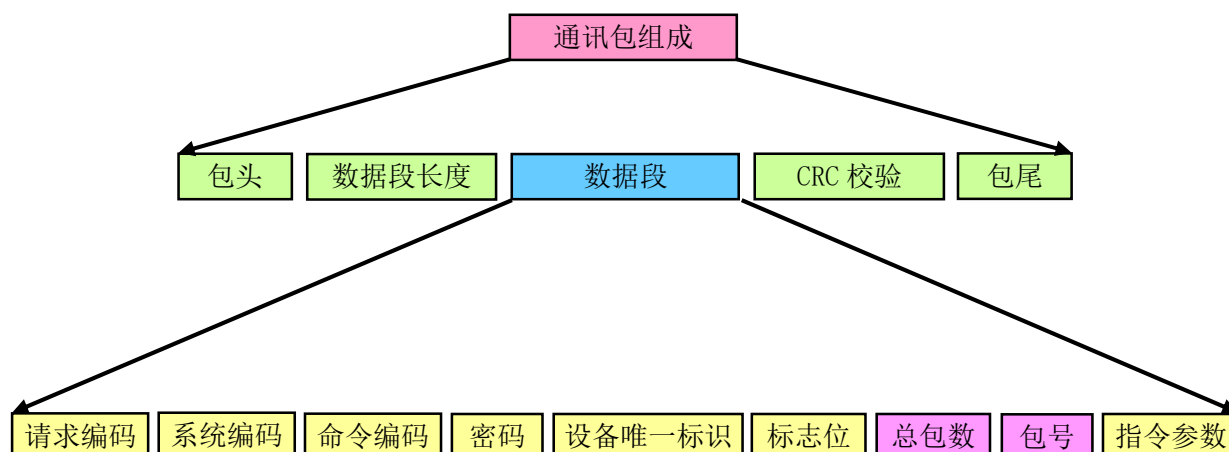 通讯包组成
包头 数据段长度 数据段 CRC 校验 包尾
请求编码 系统编码 命令编码 密码 设备唯一标识 标志位 总包数 包号 指令参数